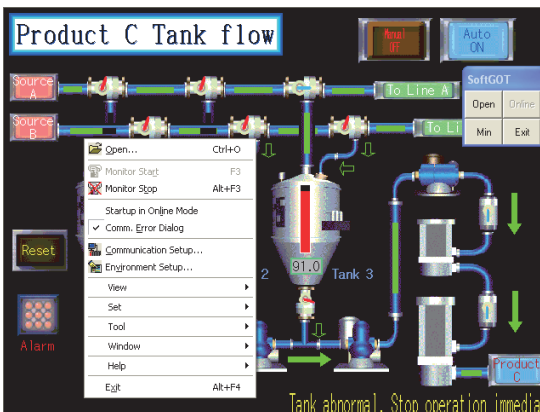 Product C Tank flow
Manual
OFF
Auto
ON
SoftGOT
Open
Online
Min
Exit
Source
A
To Line A
Source
B
To Li
Open... Ctrl+O
Monitor Start F3
Monitor Stop Alt+F3
Startup in Online Mode
Comm. Error Dialog
Communication Setup...
Environment Setup...
View
Set
Tool
Window
Help
Exit Alt+F4
Reset
Alarm
91.0
2
Tank 3
Product
C
Tank abnormal. Stop operation immedia